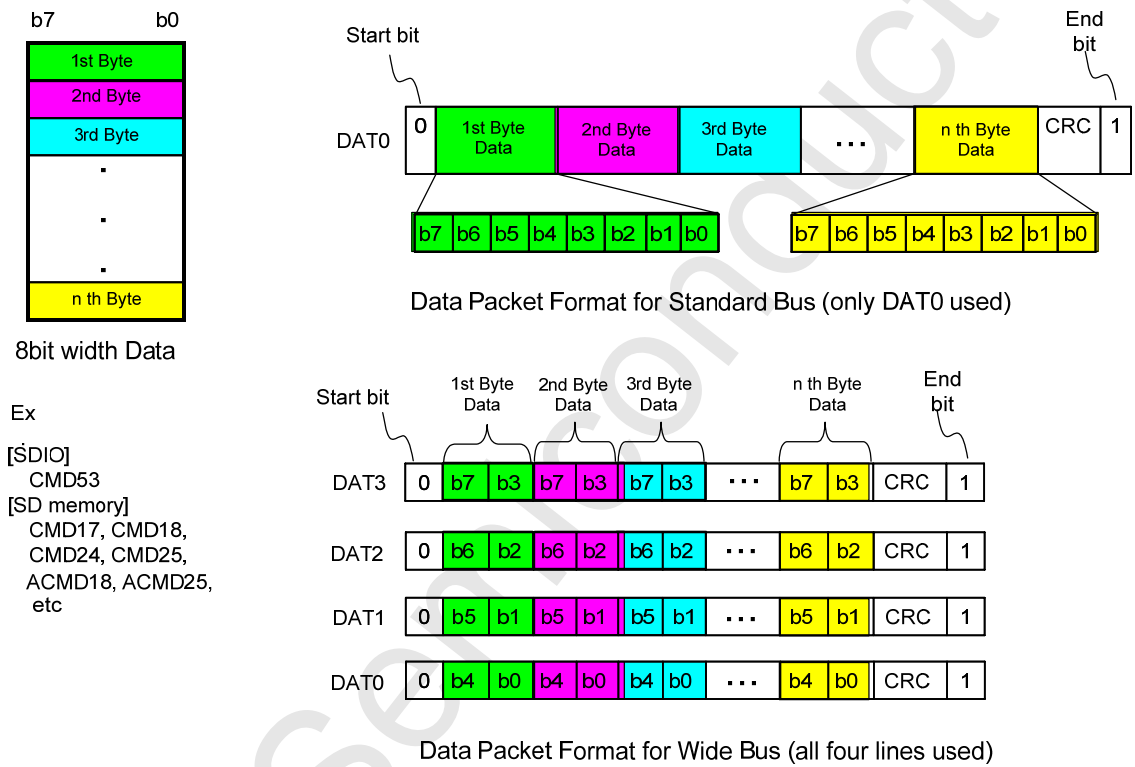 b7 b0
1st Byte
2nd Byte
3rd Byte
.
.
.
n th Byte
8bit width Data
Ex
[SDIO]
CMD53
[SD memory]
CMD17, CMD18,
CMD24, CMD25,
ACMD18, ACMD25,
etc
Start bit
End
bit
DAT0 0 1st Byte Data 2nd Byte Data 3rd Byte Data ... n th Byte Data CRC 1
b7 b6 b5 b4 b3 b2 b1 b0 b7 b6 b5 b4 b3 b2 b1 b0
Data Packet Format for Standard Bus (only DAT0 used)
Start bit
1st Byte Data 2nd Byte Data 3rd Byte Data n th Byte Data
End
bit
DAT3 0 b7 b3 b7 b3 b7 b3 ... b7 b3 CRC 1
DAT2 0 b6 b2 b6 b2 b6 b2 ... b6 b2 CRC 1
DAT1 0 b5 b1 b5 b1 b5 b1 ... b5 b1 CRC 1
DAT0 0 b4 b0 b4 b0 b4 b0 ... b4 b0 CRC 1
Data Packet Format for Wide Bus (all four lines used)
Semiconduct